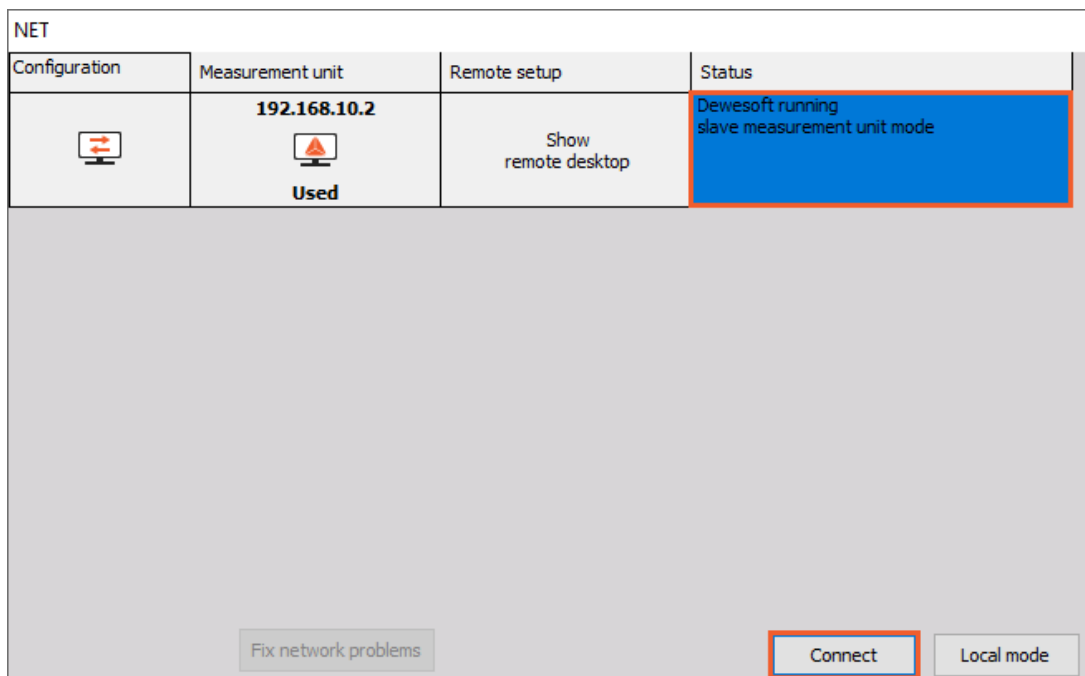 NET
Configuration
Measurement unit
Remote setup
Status
192.168.10.2
Used
Show
remote desktop
Dewesoft running
slave measurement unit mode
Fix network problems
Connect
Local mode